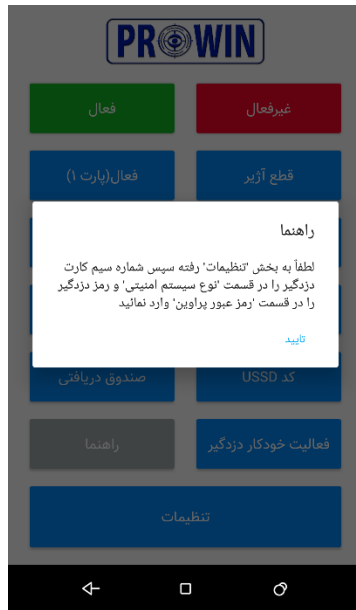 PROWIN
غیرفعال
فعال
قطع آژیر
فعال(پارت ۱)
راهنما
لطفاً به بخش 'تنظیمات' رفته سپس شماره سیم کارت
دزدگیر را در قسمت 'نوع سیستم امنیتی' و رمز دزدگیر
را در قسمت 'رمز عبور پراوین' وارد نمائید
تایید
کد USSD
صندوق دریافتی
فعالیت خودکار دزدگیر
راهنما
تنظیمات